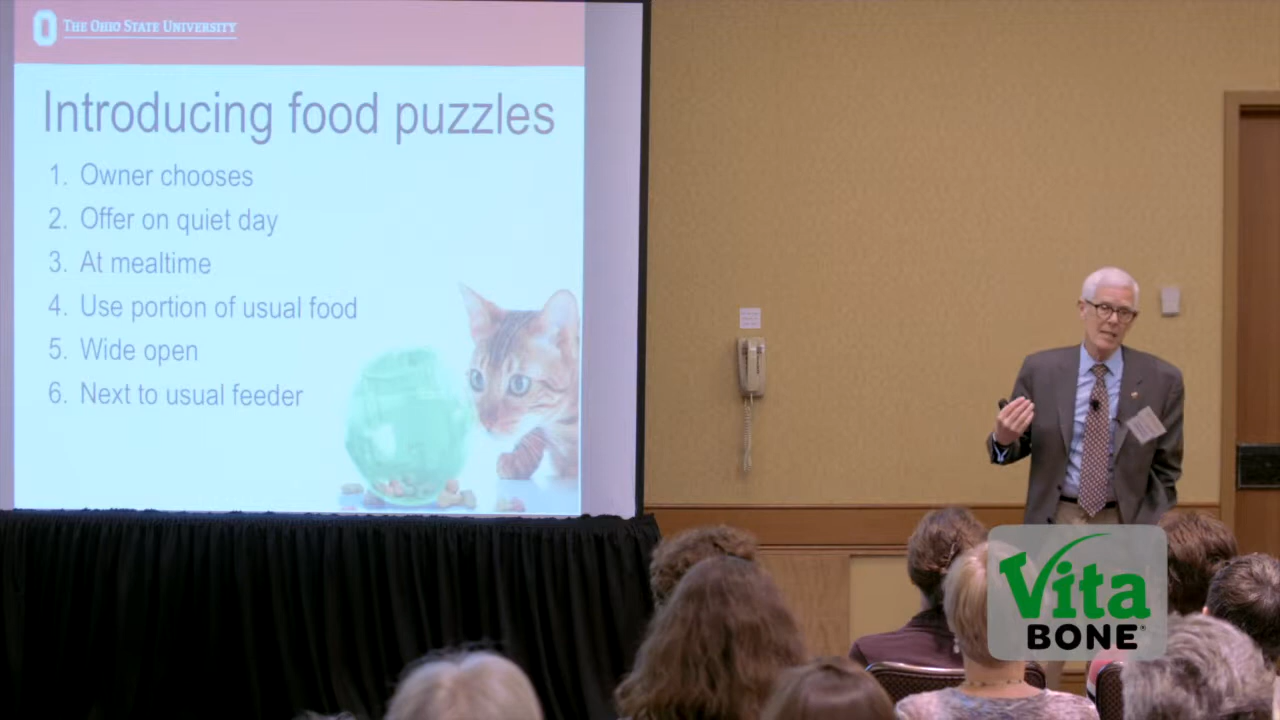 THE OHIO STATE UNIVERSITY
Introducing food puzzles
1. Owner chooses
2. Offer on quiet day
3. At mealtime
4. Use portion of usual food
5. Wide open
6. Next to usual feeder
Vita
BONE